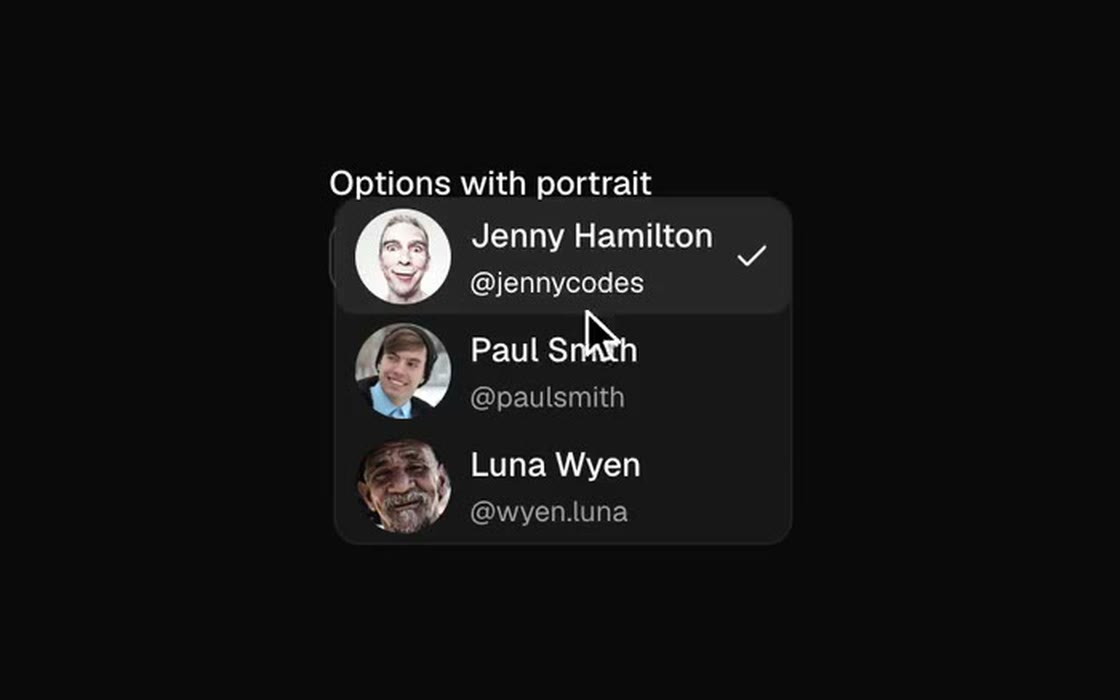 Options with portrait
Jenny Hamilton
@jennycodes
Paul Smith
@paulsmith
Luna Wyen
@wyen.luna